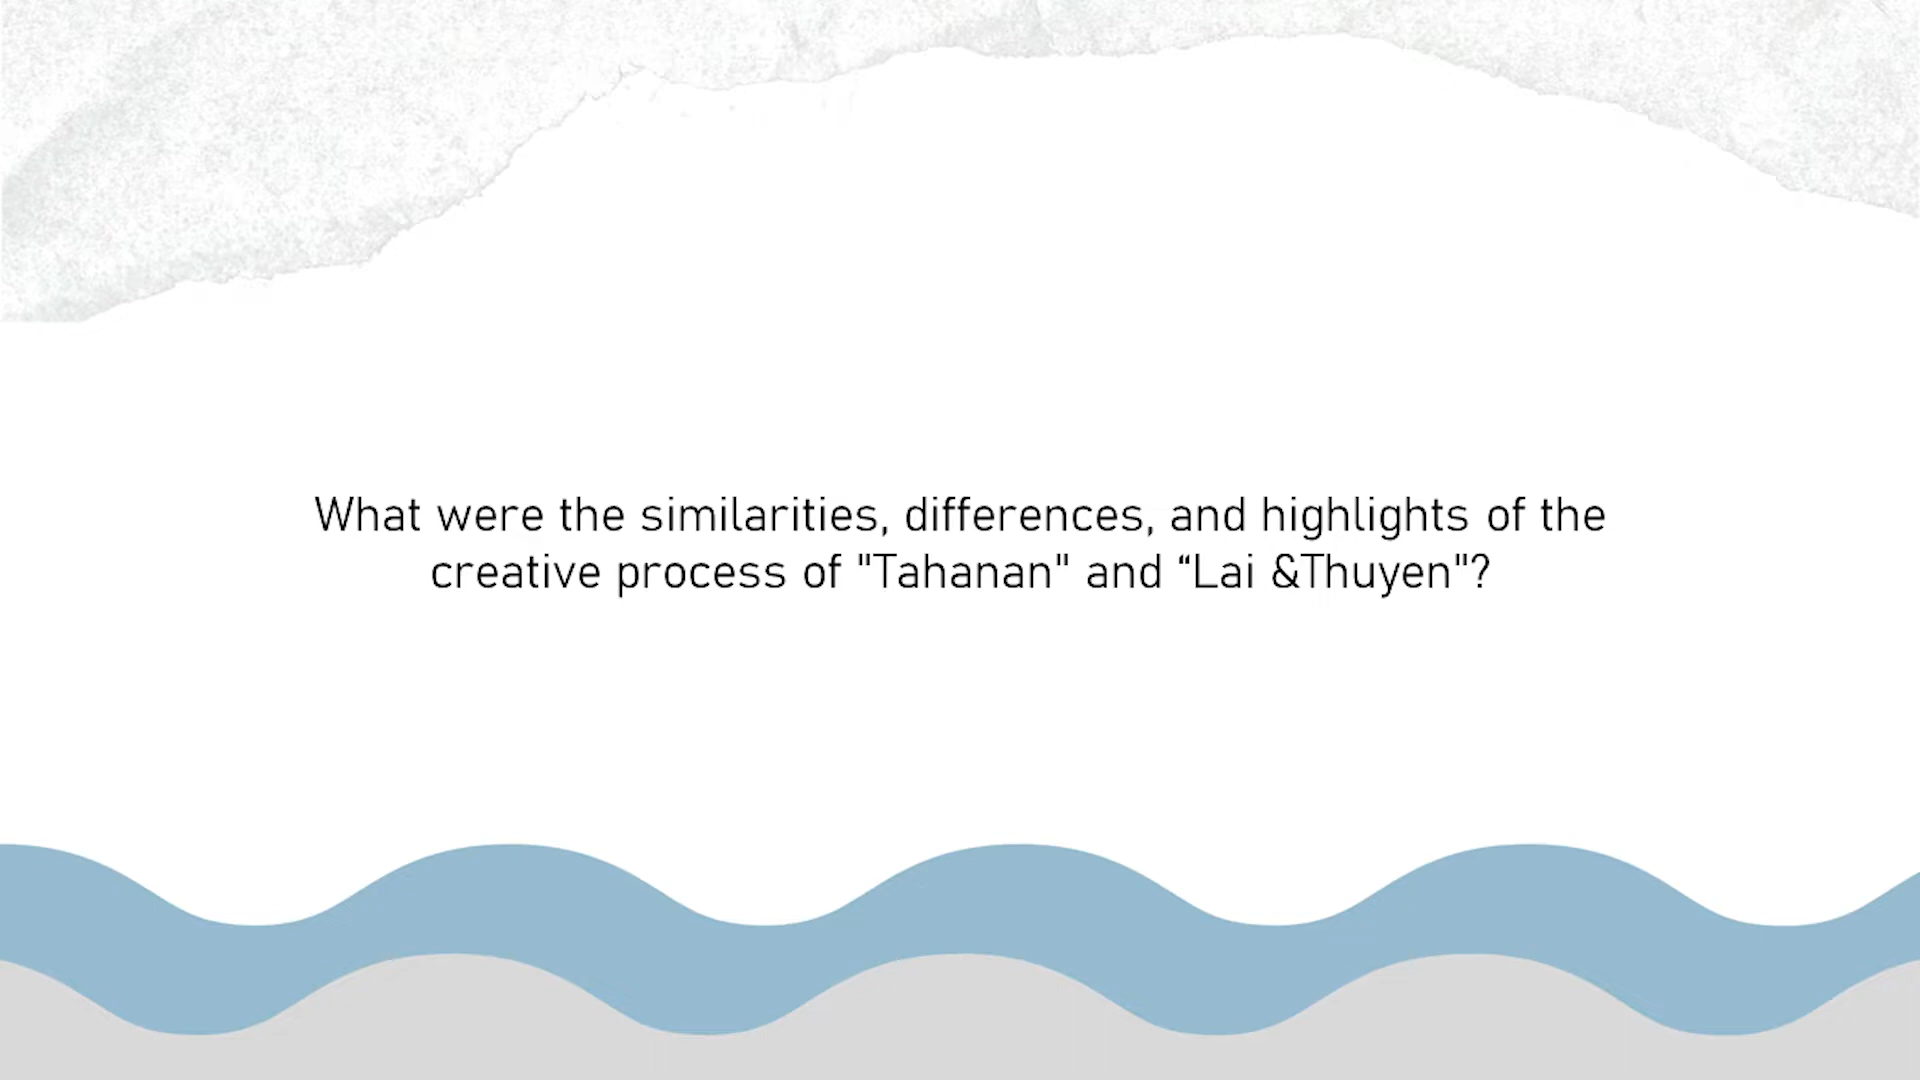 What were the similarities, differences, and highlights of the
creative process of "Tahanan" and “Lai &Thuyen"?